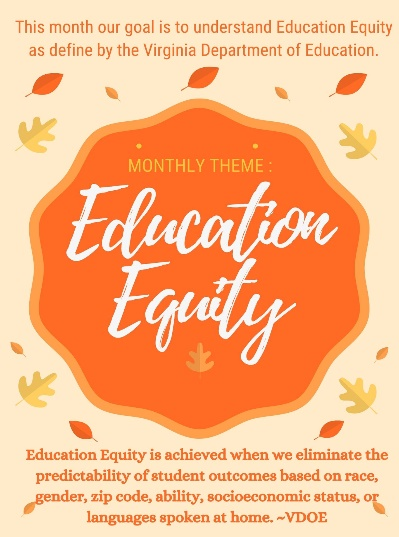 This month our goal is to understand Education Equity
as define by the Virginia Department of Education.
MONTHLY THEME :
Education
Equity
Education Equity is achieved when we eliminate the
predictability of student outcomes based on race,
gender, zip code, ability, socioeconomic status, or
languages spoken at home. ~VDOE